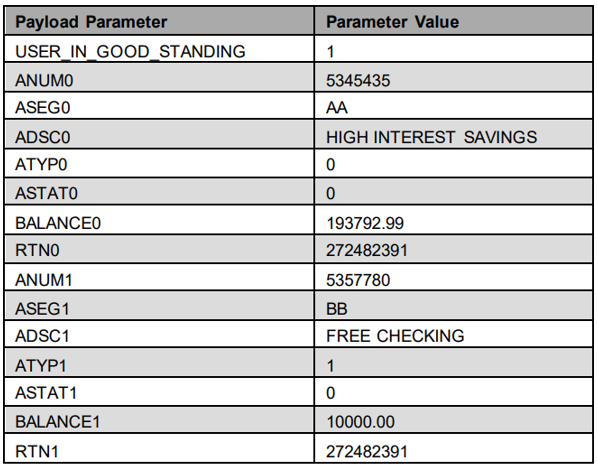 Payload Parameter Parameter Value
USER_IN_GOOD_STANDING 1
ANUM0 5345435
ASEG0 AA
ADSC0 HIGH INTEREST SAVINGS
ATYP0 0
ASTAT0 0
BALANCE0 193792.99
RTN0 272482391
ANUM1 5357780
ASEG1 BB
ADSC1 FREE CHECKING
ATYP1 1
ASTAT1 0
BALANCE1 10000.00
RTN1 272482391